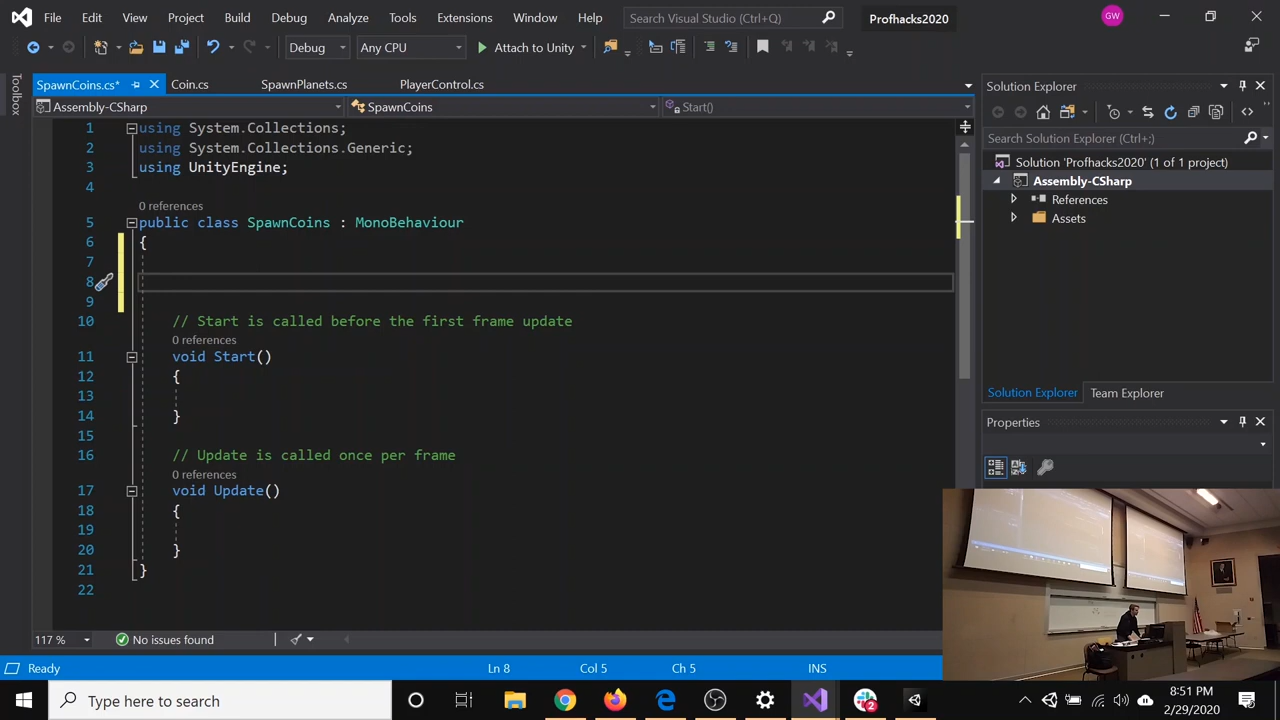 File Edit View Project Build Debug Analyze Tools Extensions Window Help Search Visual Studio (Ctrl+Q) Profhacks2020 GW
Debug Any CPU Attach to Unity
Toolbox
SpawnCoins.cs* Coin.cs SpawnPlanets.cs PlayerControl.cs
Assembly-CSharp SpawnCoins Start()
1 using System.Collections;
2 using System.Collections.Generic;
3 using UnityEngine;
4
0 references
5 public class SpawnCoins : MonoBehaviour
6 {
7
8
9
10 // Start is called before the first frame update
0 references
11 void Start()
12 {
13
14 }
15
16 // Update is called once per frame
0 references
17 void Update()
18 {
19
20 }
21 }
22
117 % No issues found
Solution Explorer
Search Solution Explorer (Ctrl+;)
Solution 'Profhacks2020' (1 of 1 project)
Assembly-CSharp
References
Assets
Solution Explorer Team Explorer
Properties
Ready Ln 8 Col 5 Ch 5 INS
Type here to search
2
8:51 PM
2/29/2020